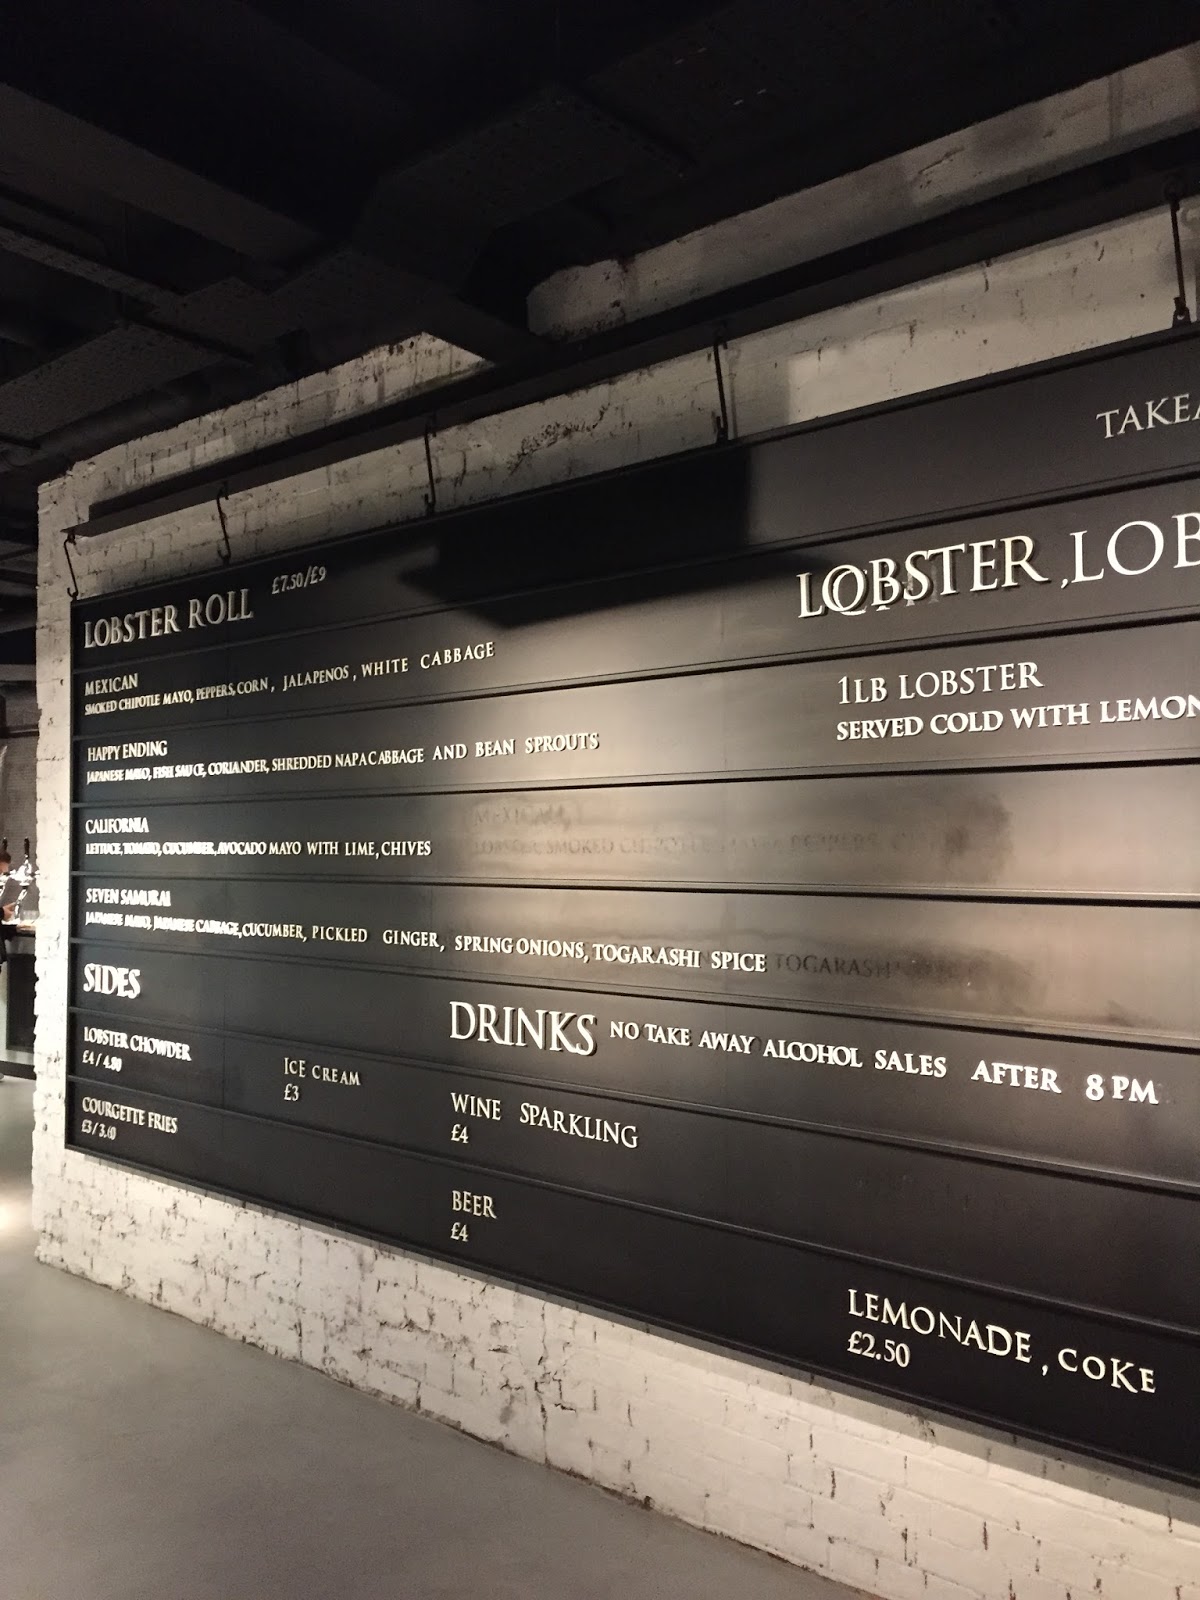 TAKEA
LOBSTER ROLL £7.50/£9
MEXICAN
SMOKED CHIPOTLE MAYO, PEPPERS, CORN, JALAPENOS, WHITE CABBAGE
HAPPY ENDING
JAPANESE MAYO, FISH SAUCE, CORIANDER, SHREDDED NAPA CABBAGE AND BEAN SPROUTS
CALIFORNIA
LETTUCE, TOMATO, CUCUMBER, AVOCADO MAYO WITH LIME, CHIVES
SEVEN SAMURAI
JAPANESE MAYO, JAPANESE CABBAGE, CUCUMBER, PICKLED GINGER, SPRING ONIONS, TOGARASHI SPICE
LOBSTER, LOB
1LB LOBSTER
SERVED COLD WITH LEMON
SIDES
LOBSTER CHOWDER
£4 / 4.80
COURGETTE FRIES
ICE CREAM
£3
DRINKS NO TAKE AWAY ALCOHOL SALES AFTER 8 PM
WINE SPARKLING
£4
BEER
£4
LEMONADE, COKE
£2.50